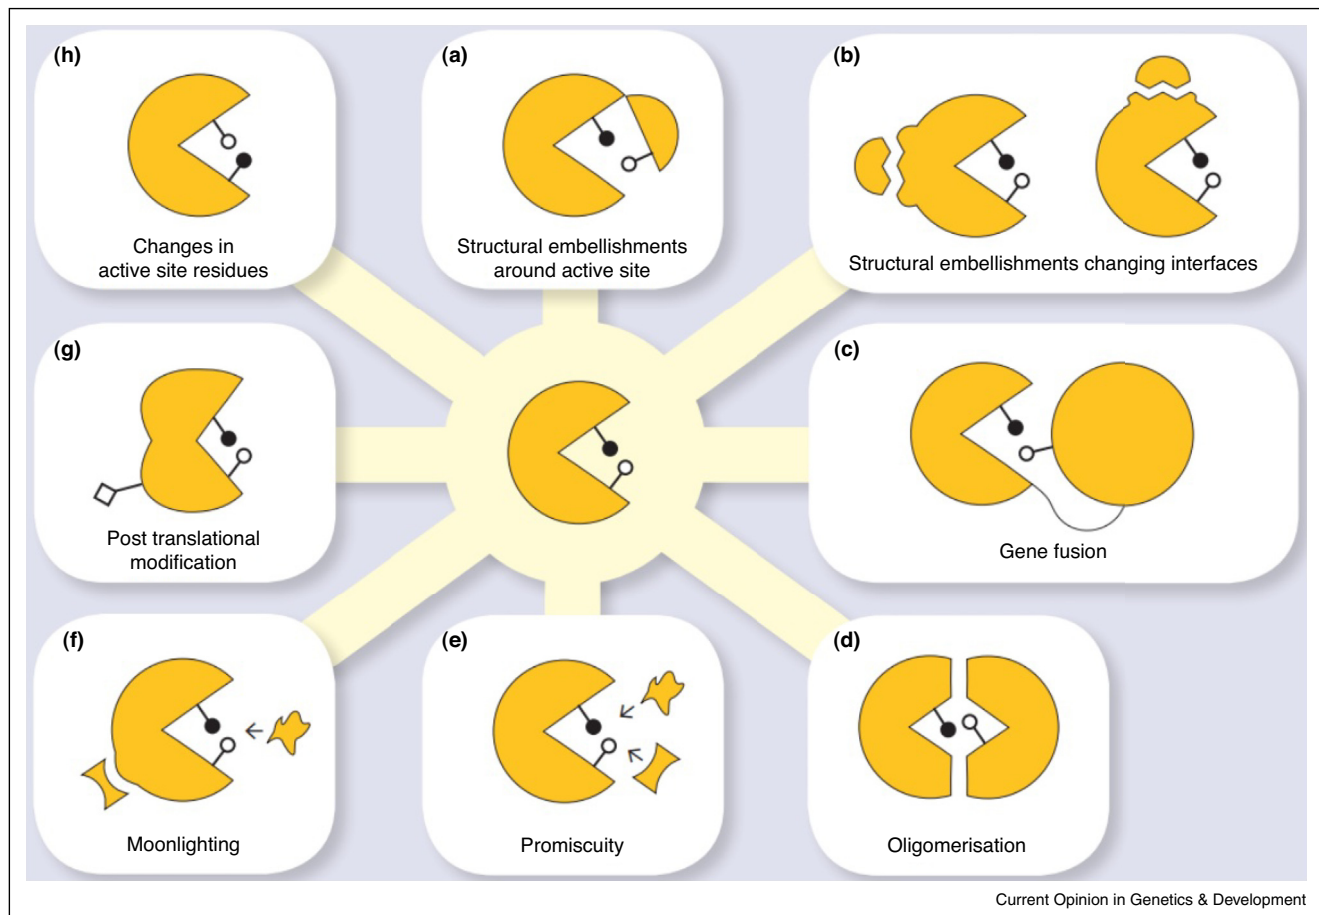 (h)
Changes in
active site residues
(a)
Structural embellishments
around active site
(b)
Structural embellishments changing interfaces
(g)
Post translational
modification
(c)
Gene fusion
(f)
Moonlighting
(e)
Promiscuity
(d)
Oligomerisation
Current Opinion in Genetics & Development